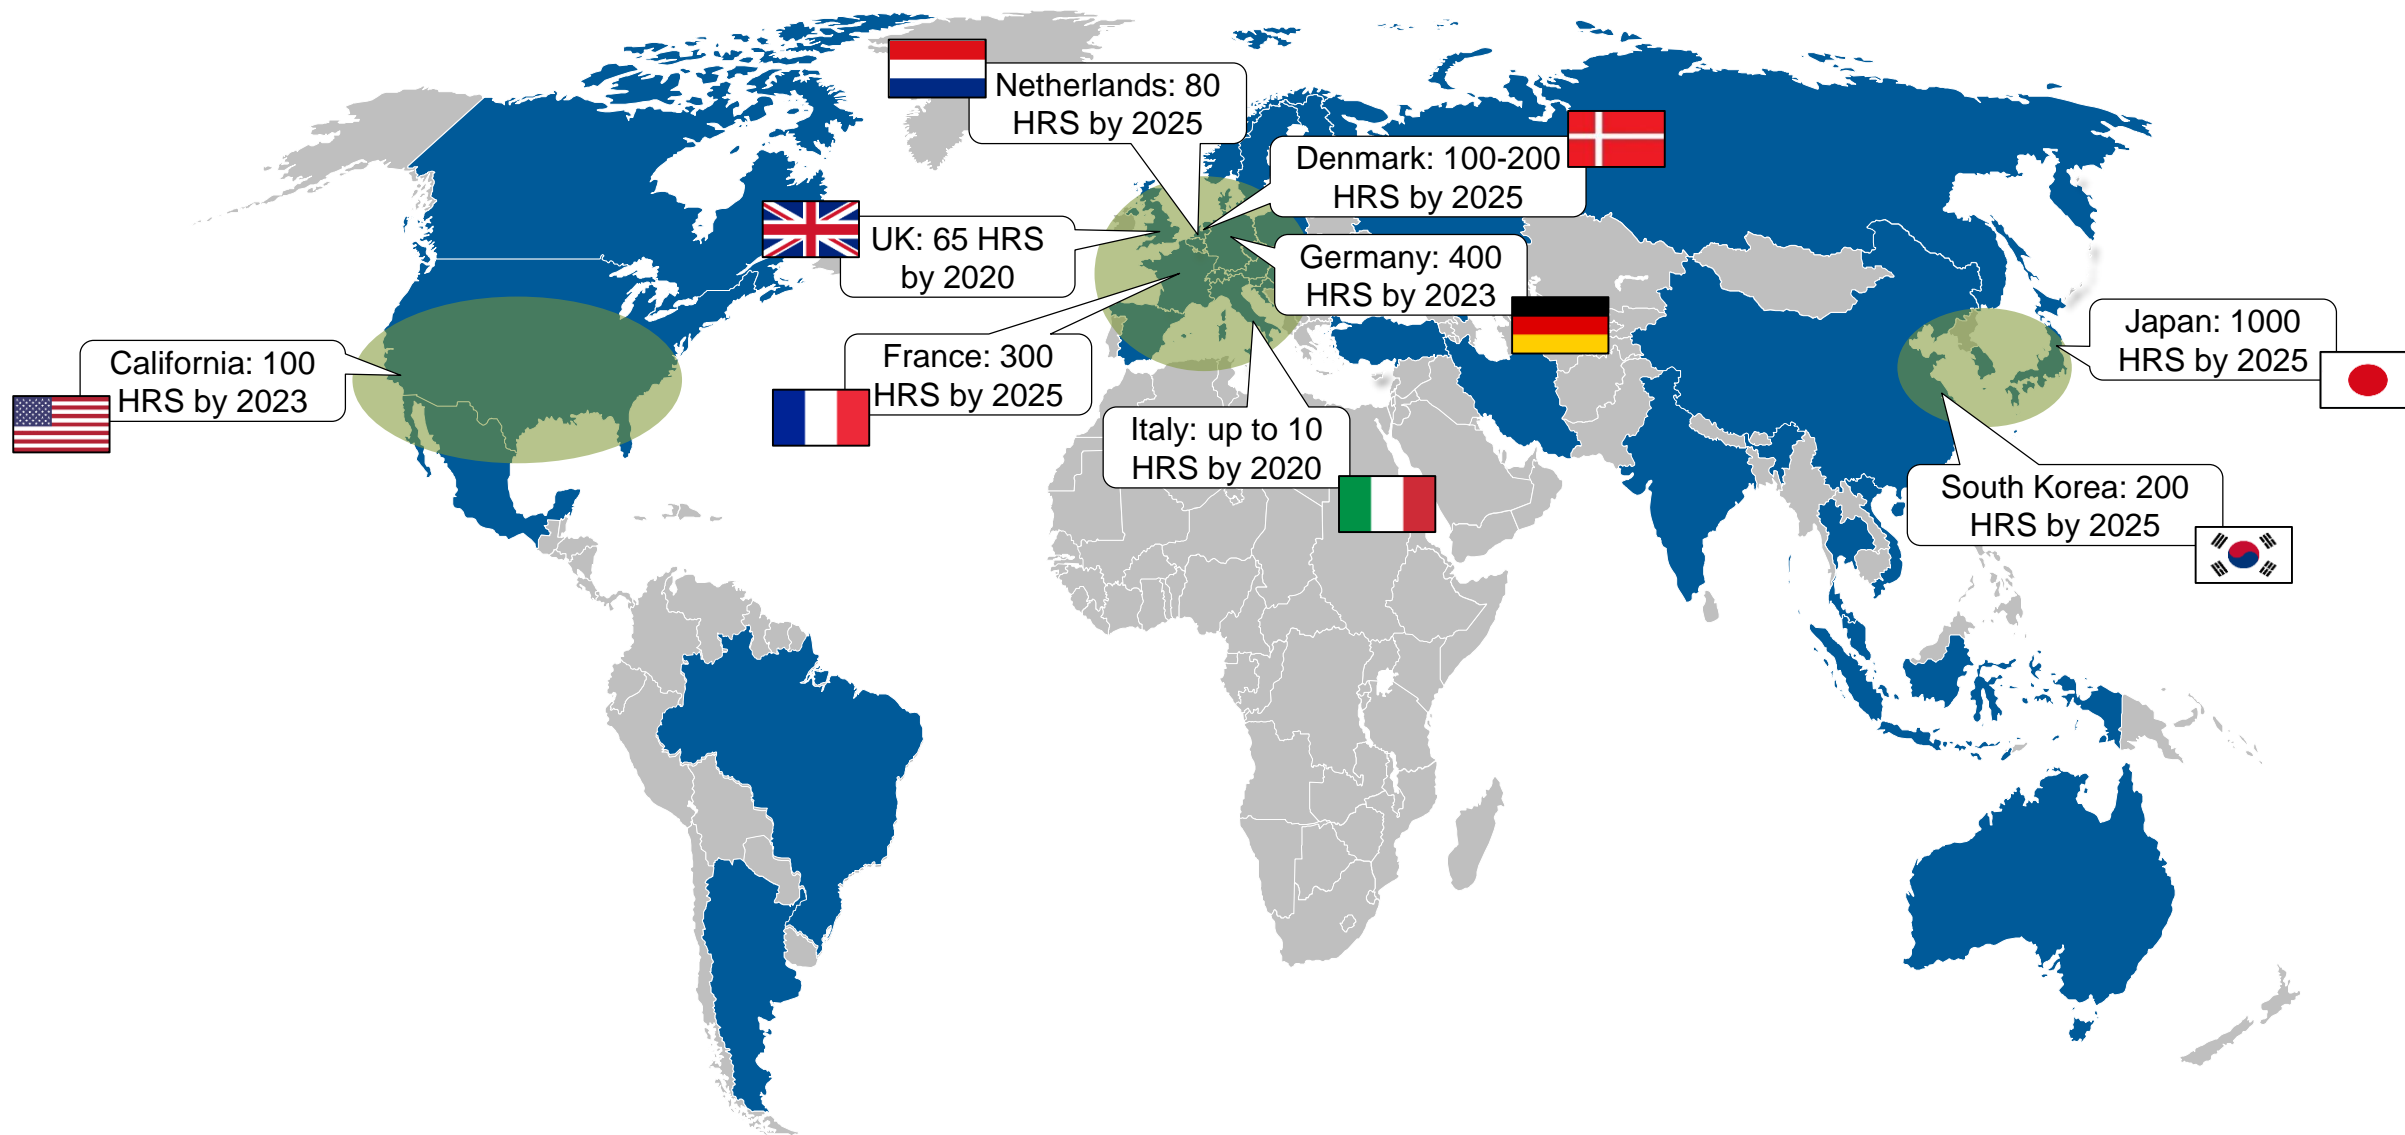 Netherlands: 80
HRS by 2025
Denmark: 100-200
HRS by 2025
UK: 65 HRS
by 2020
Germany: 400
HRS by 2023
Japan: 1000
HRS by 2025
California: 100
HRS by 2023
France: 300
HRS by 2025
Italy: up to 10
HRS by 2020
South Korea: 200
HRS by 2025